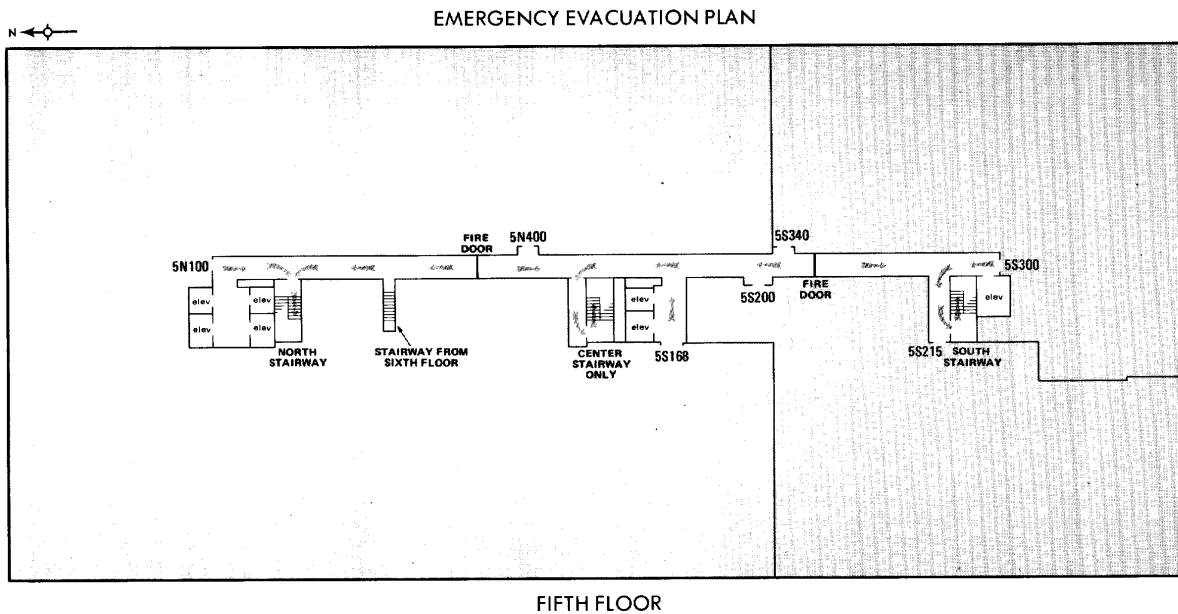 EMERGENCY EVACUATION PLAN
N
FIRE
DOOR
5N400
5S340
5N100
5S300
elev
elev
elev
elev
elev
elev
elev
5S200
FIRE
DOOR
NORTH
STAIRWAY
STAIRWAY FROM
SIXTH FLOOR
CENTER
STAIRWAY
ONLY
5S168
5S215
SOUTH
STAIRWAY
FIFTH FLOOR